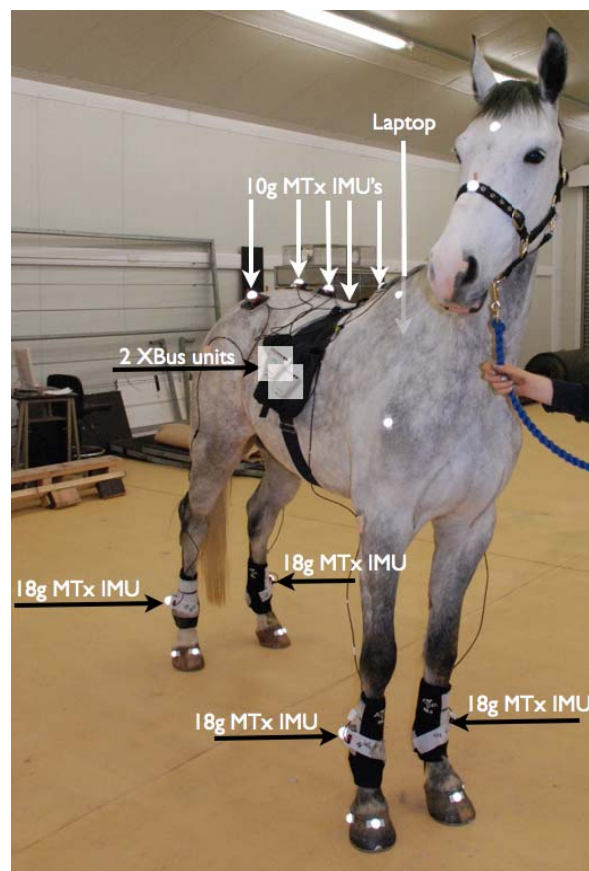 Laptop
10g MTx IMU's
2 XBus units
18g MTx IMU
18g MTx IMU
18g MTx IMU
18g MTx IMU